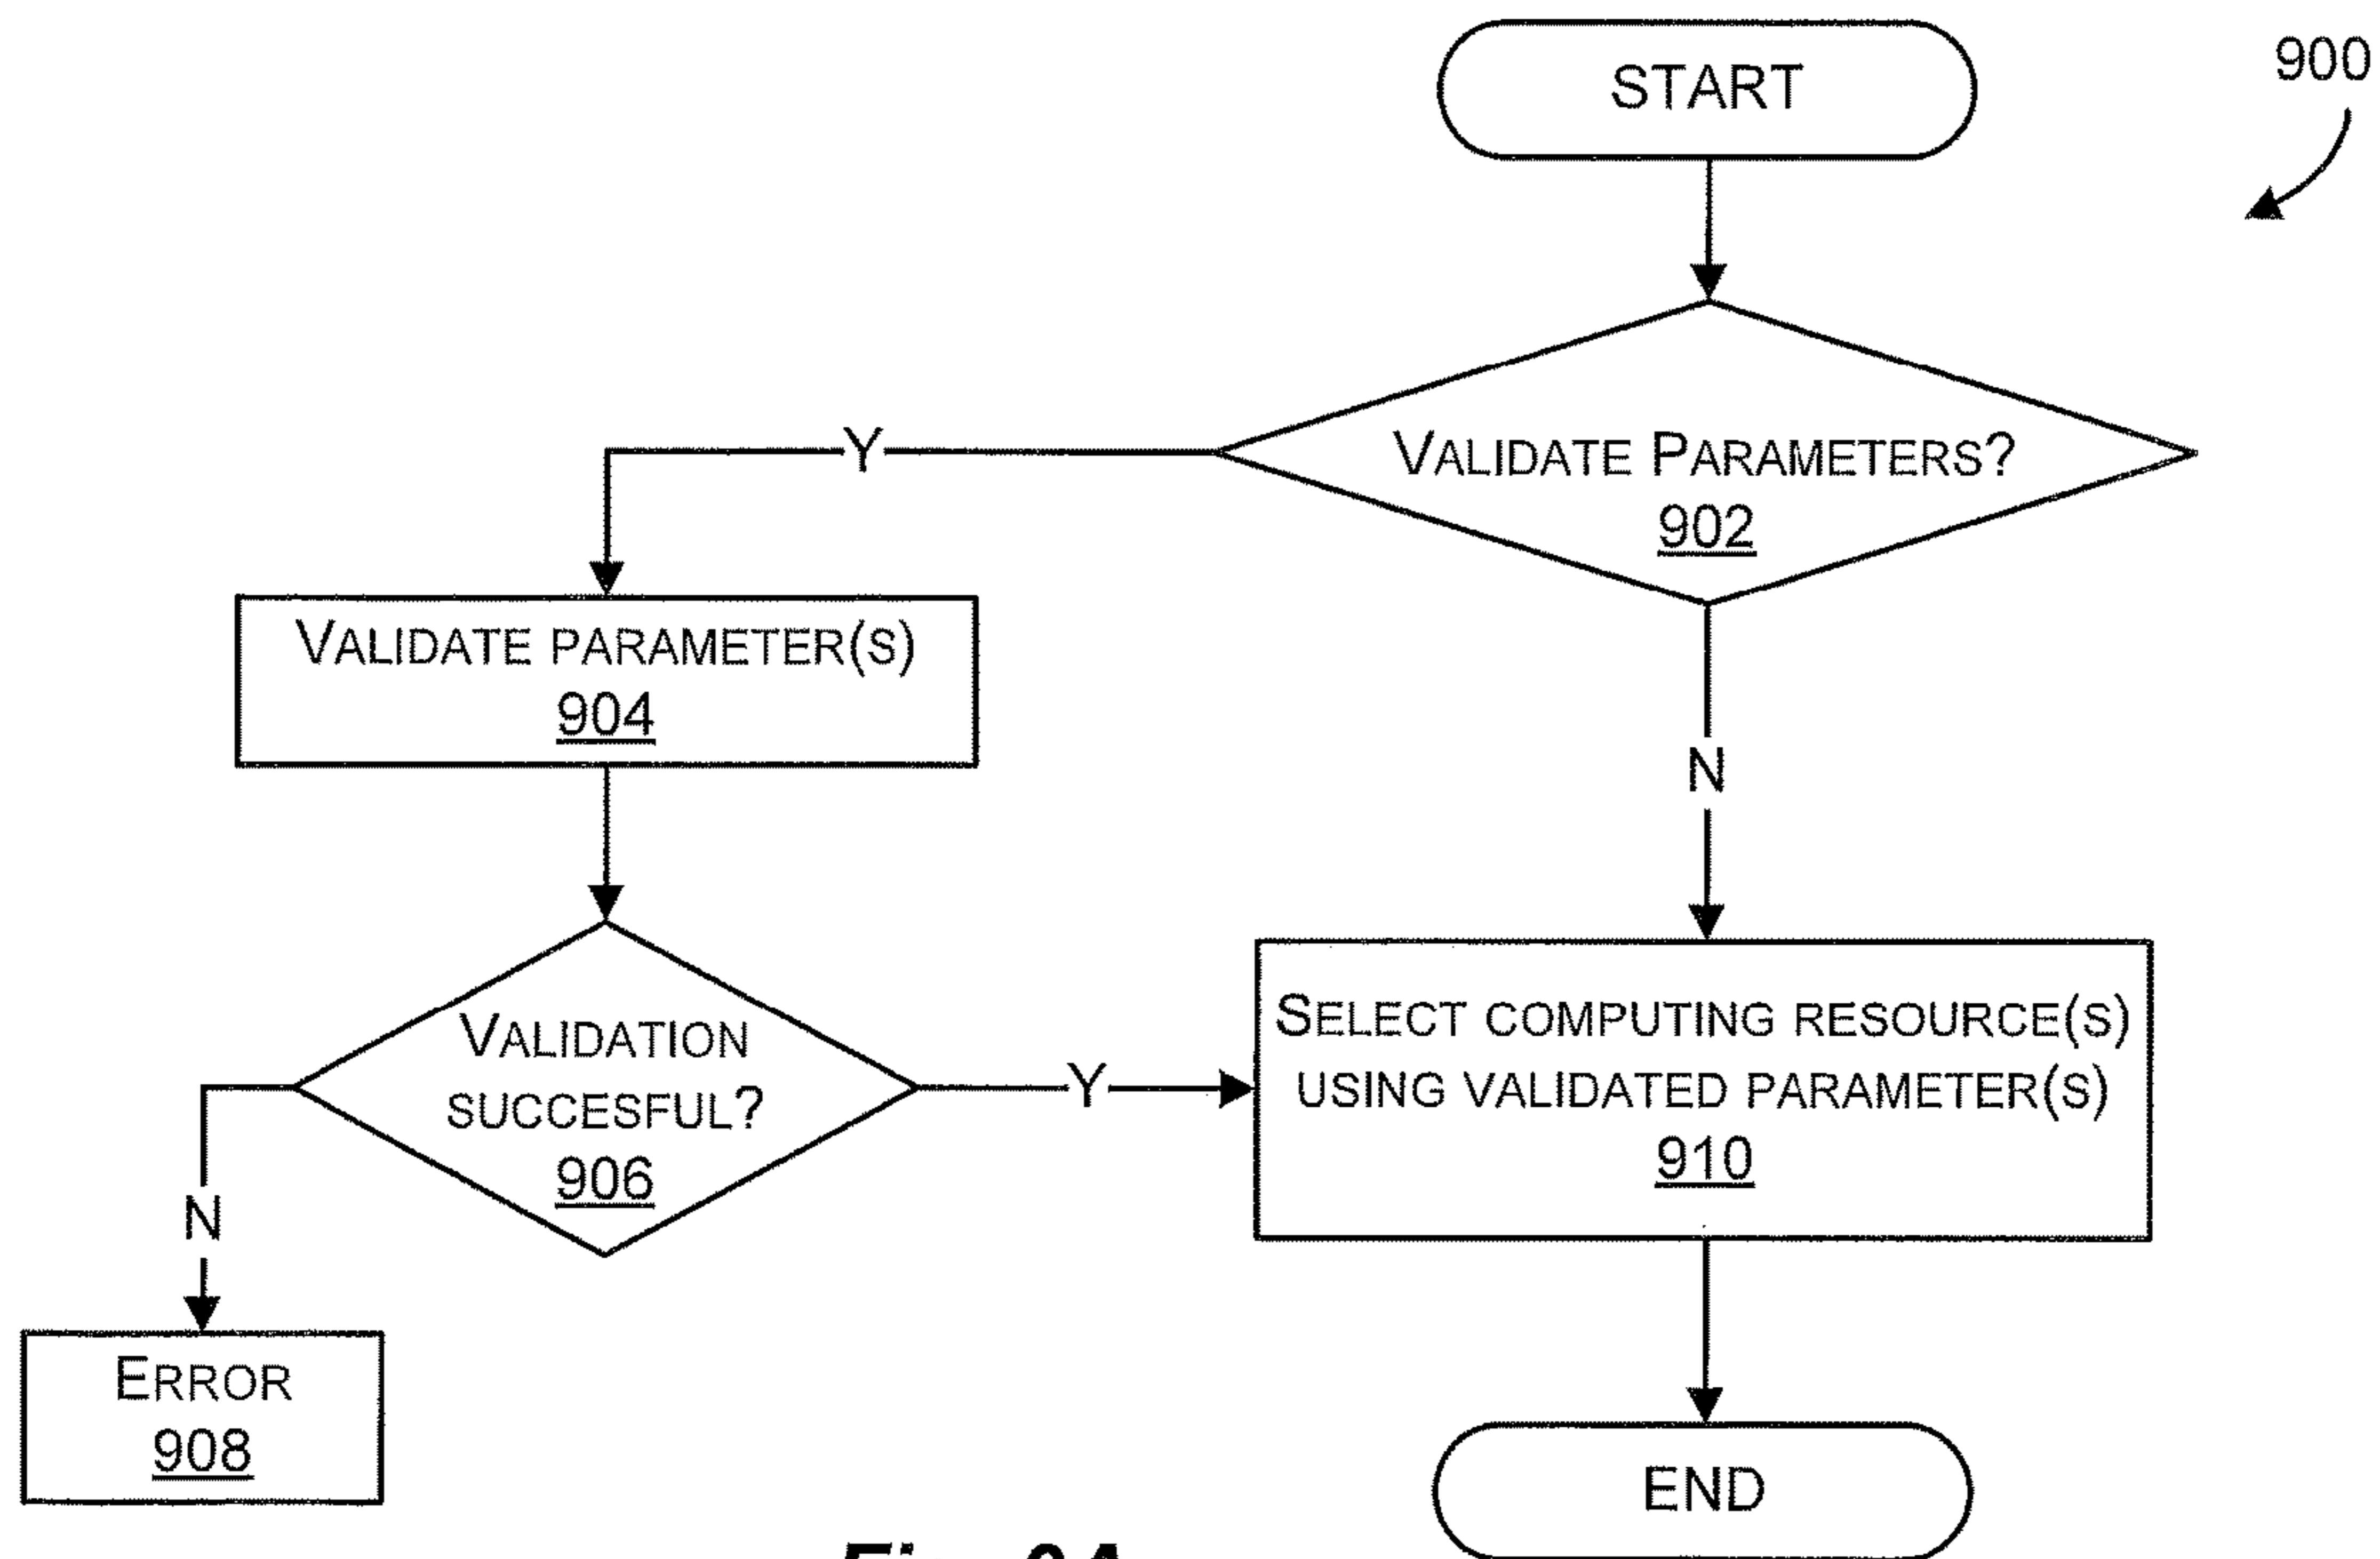 START
900
VALIDATE PARAMETERS?
902
Y
VALIDATE PARAMETER(S)
904
N
VALIDATION
SUCCESFUL?
906
Y
SELECT COMPUTING RESOURCE(S)
USING VALIDATED PARAMETER(S)
910
N
ERROR
908
END